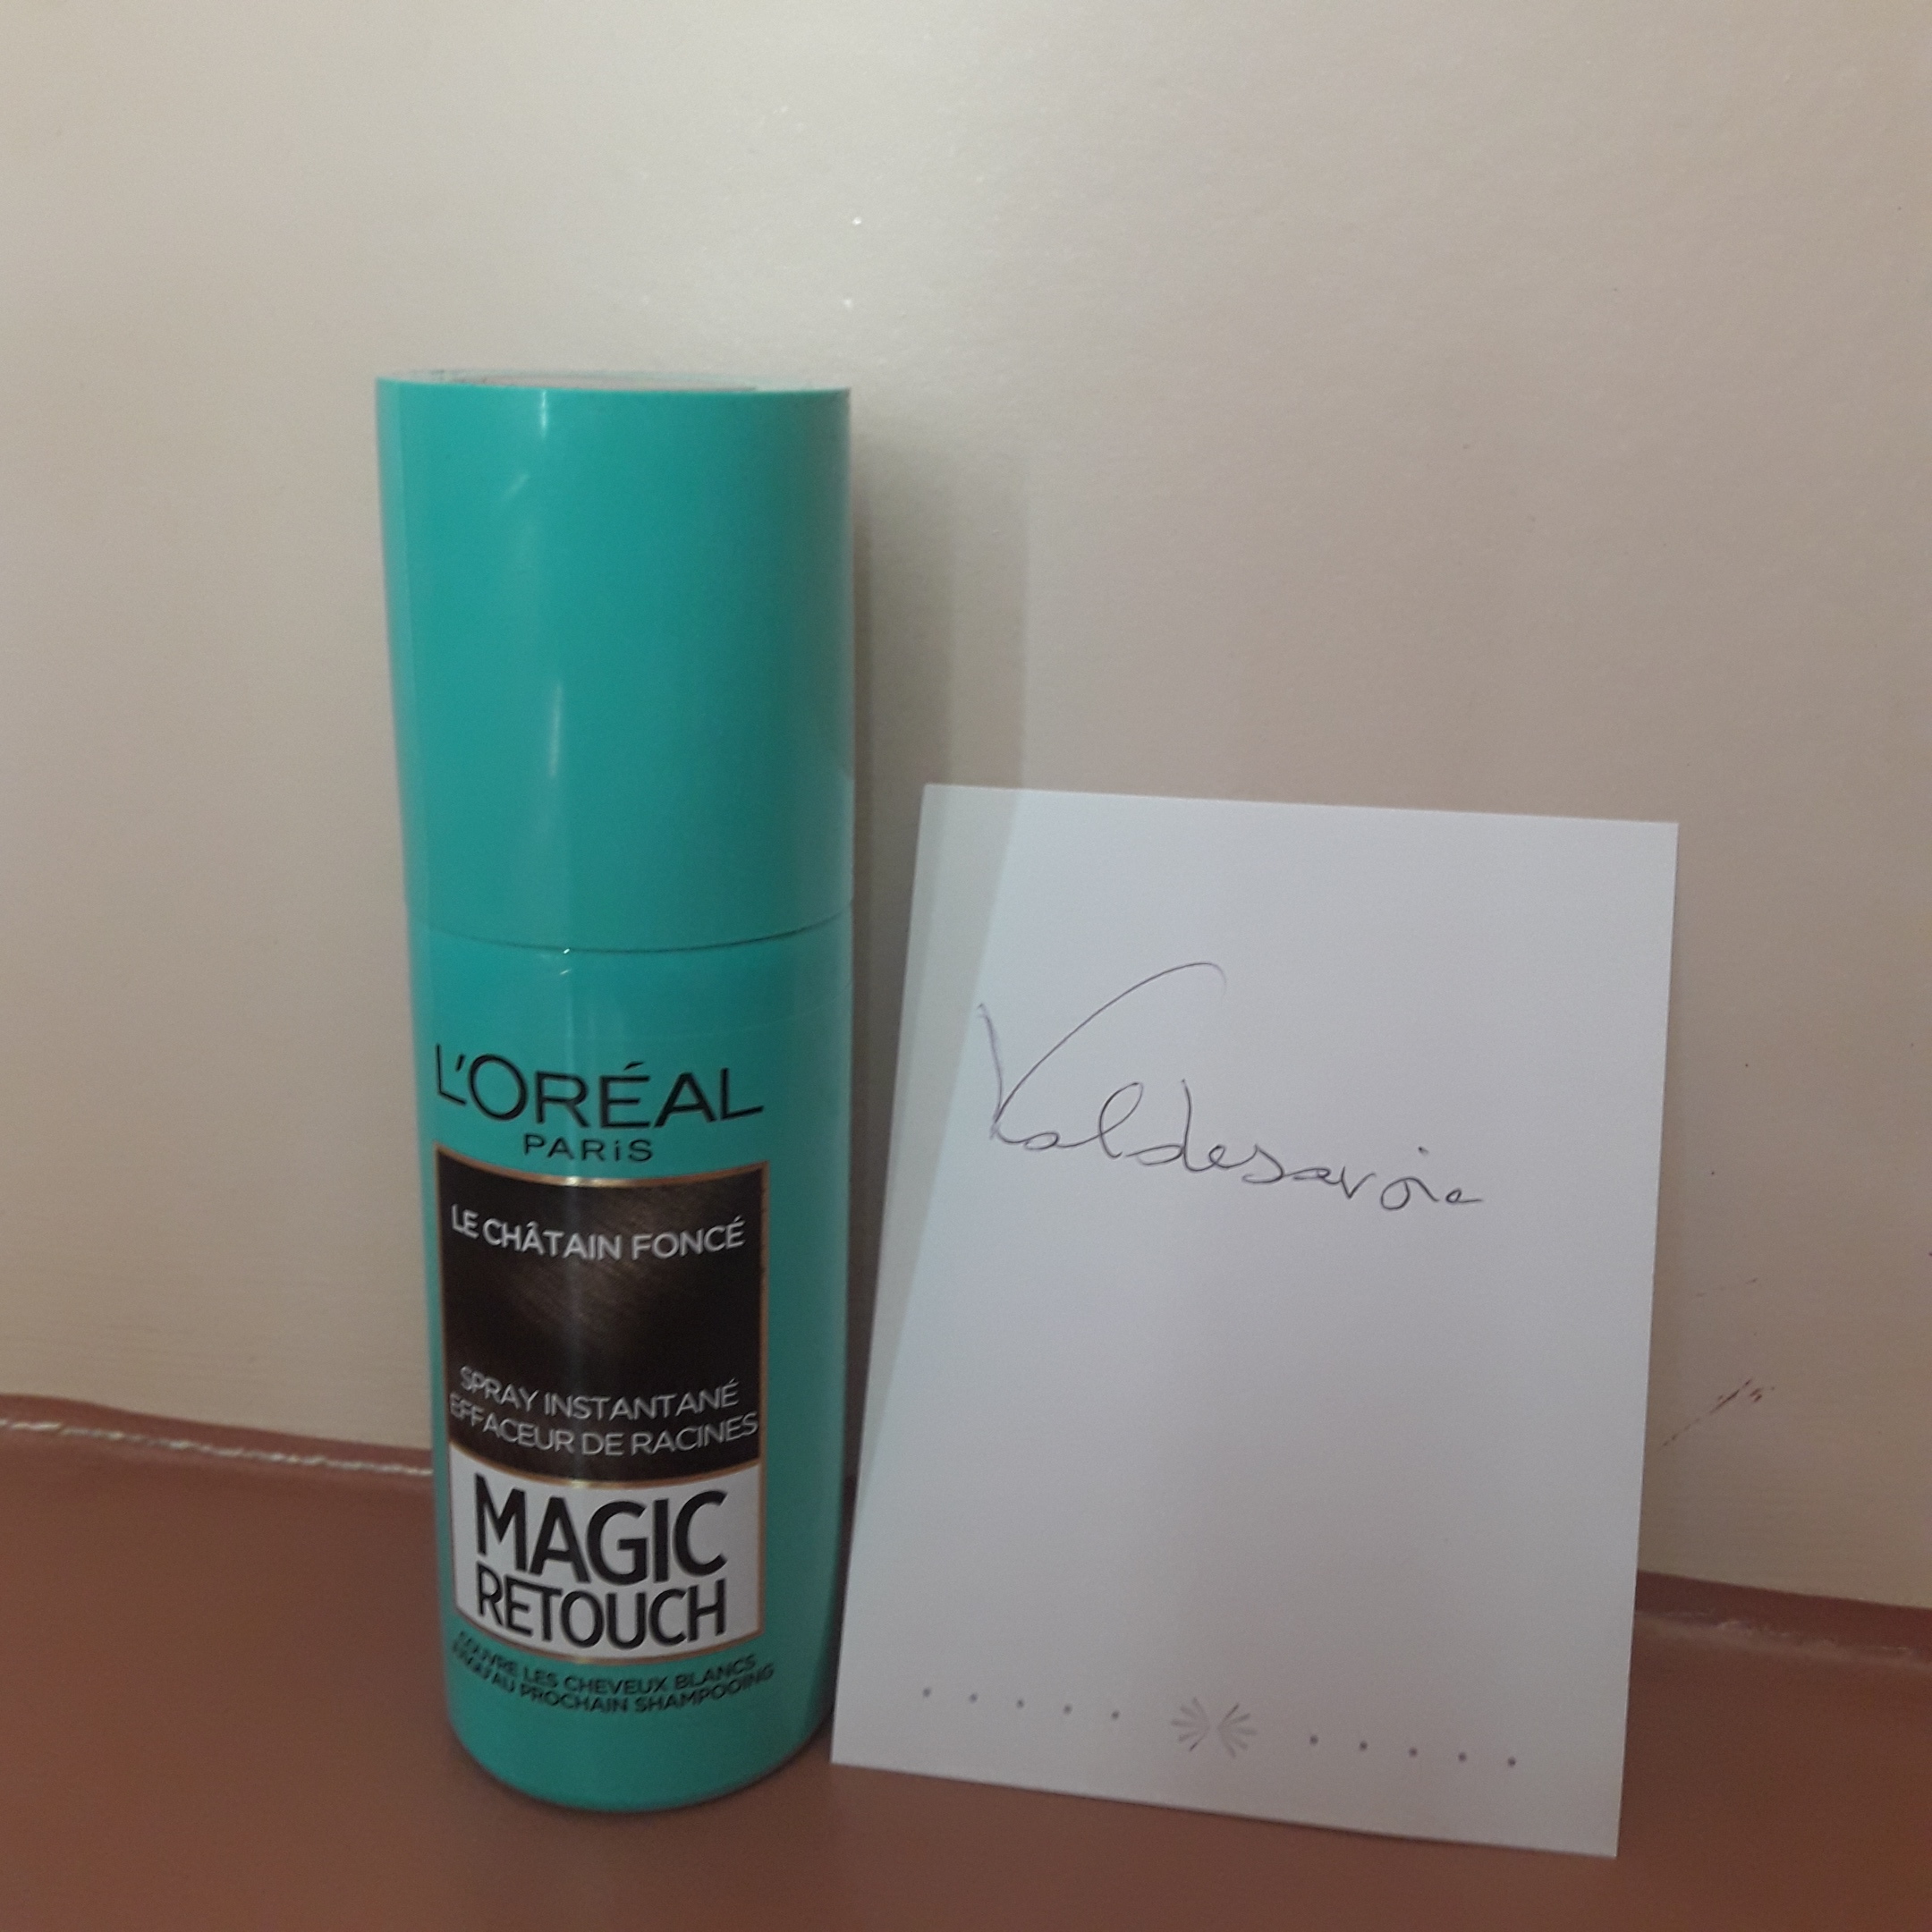 L'ORÉAL
PARiS
LE CHÂTAIN FONCÉ
SPRAY INSTANTANÉ
EFFACEUR DE RACINES
MAGIC
RETOUCH
COUVRE LES CHEVEUX BLANCS
JUSQU'AU PROCHAIN SHAMPOOING
Valdesavoie